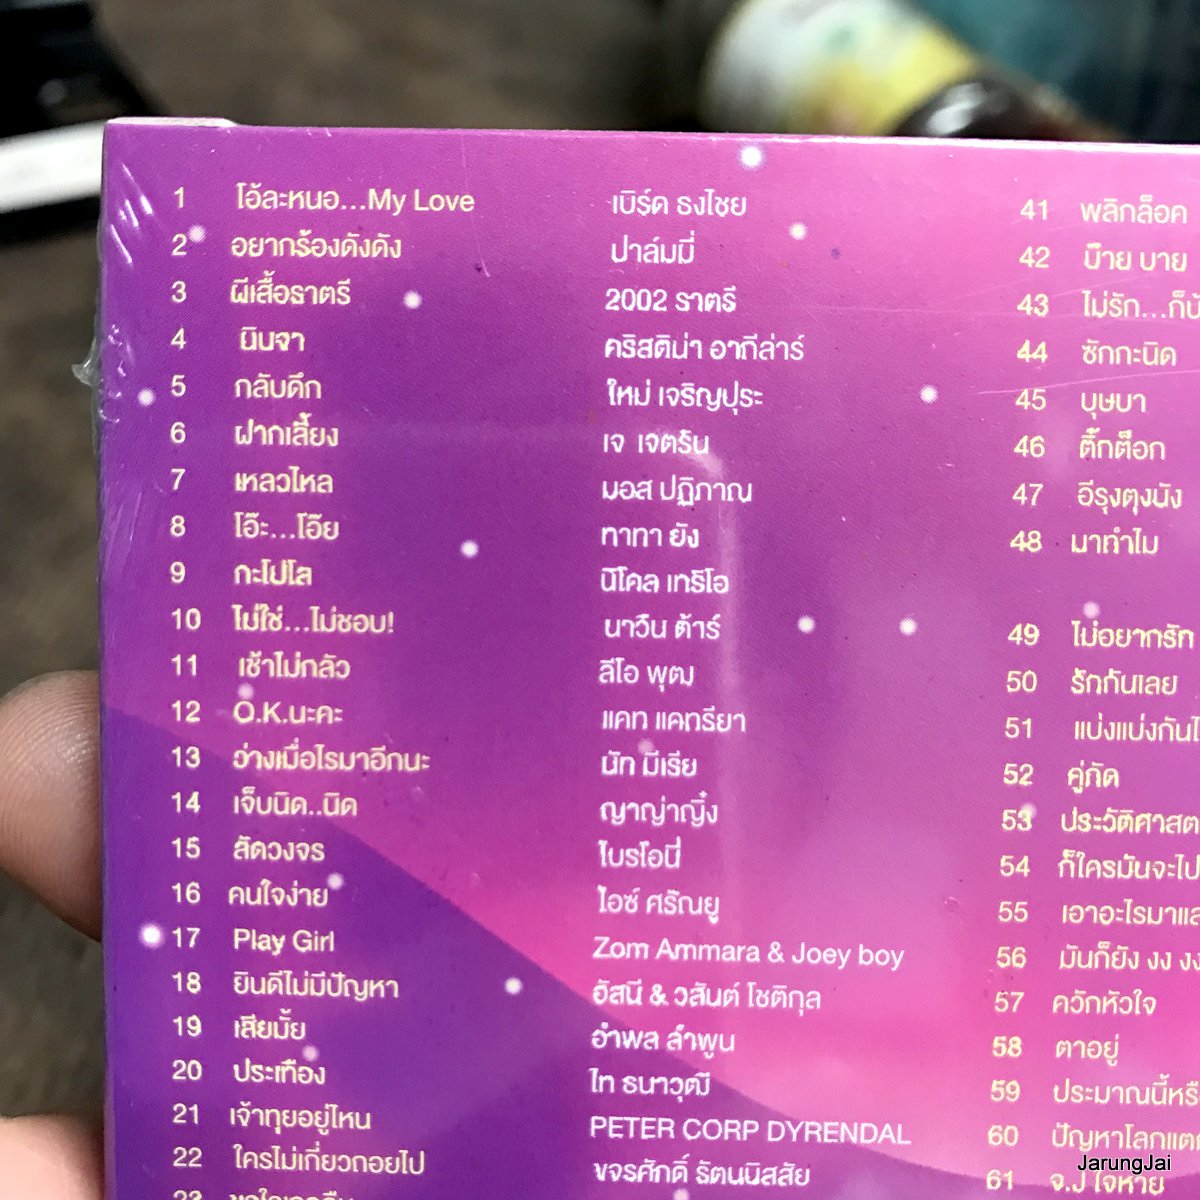 1 โอ้ละหนอ...My Love เบิร์ด ธงไชย
2 อยากร้องดังดัง ปาล์มมี่
3 ผีเสื้อราตรี 2002 ราตรี
4 นินจา คริสติน่า อากีล่าร์
5 กลับดึก ใหม่ เจริญปุระ
6 ฝากเลี้ยง เจ เจตริน
7 เหลวไหล มอส ปฏิภาณ
8 โอ๊ะ...โอ๊ย ทาทา ยัง
9 กะโปโล นิโคล เทริโอ
10 ไม่ใช่...ไม่ชอบ! นาวิน ต้าร์
11 เช้าไม่กลัว ลีโอ พุฒ
12 O.K.นะคะ แคท แคทรียา
13 ว่างเมื่อไรมาอีกนะ นัท มีเรีย
14 เจ็บนิด..นิด ญาญ่าญิ๋ง
15 ลัดวงจร ไบรโอนี่
16 คนใจง่าย ไอซ์ ศรัณยู
17 Play Girl Zom Ammara & Joey boy
18 ยินดีไม่มีปัญหา อัสนี & วสันต์ โชติกุล
19 เสียมั้ย อำพล ลำพูน
20 ประเทือง ไท ธนาวุฒิ
21 เจ้าทุยอยู่ไหน PETER CORP DYRENDAL
22 ใครไม่เกี่ยวถอยไป ขจรศักดิ์ รัตนนิสสัย
23
41 พลิกล็อค
42 บ๊าย บาย
43 ไม่รัก...ก็
44 ซักกะนิด
45 บุษบา
46 ติ๊กต็อก
47 อีรุงตุงนัง
48 มาทำไม
49 ไม่อยากรัก
50 รักกันเลย
51 แบ่งแบ่งกัน
52 คู่กัด
53 ประวัติศาสต
54 ก็ใครมันจะไป
55 เอาอะไรมาแล
56 มันก็ยัง งง งง
57 ควักหัวใจ
58 ตาอยู่
59 ประมาณนี้หรื
60 ปัญหาโลกแต
61 จ.J ใจหาย
JarungJai